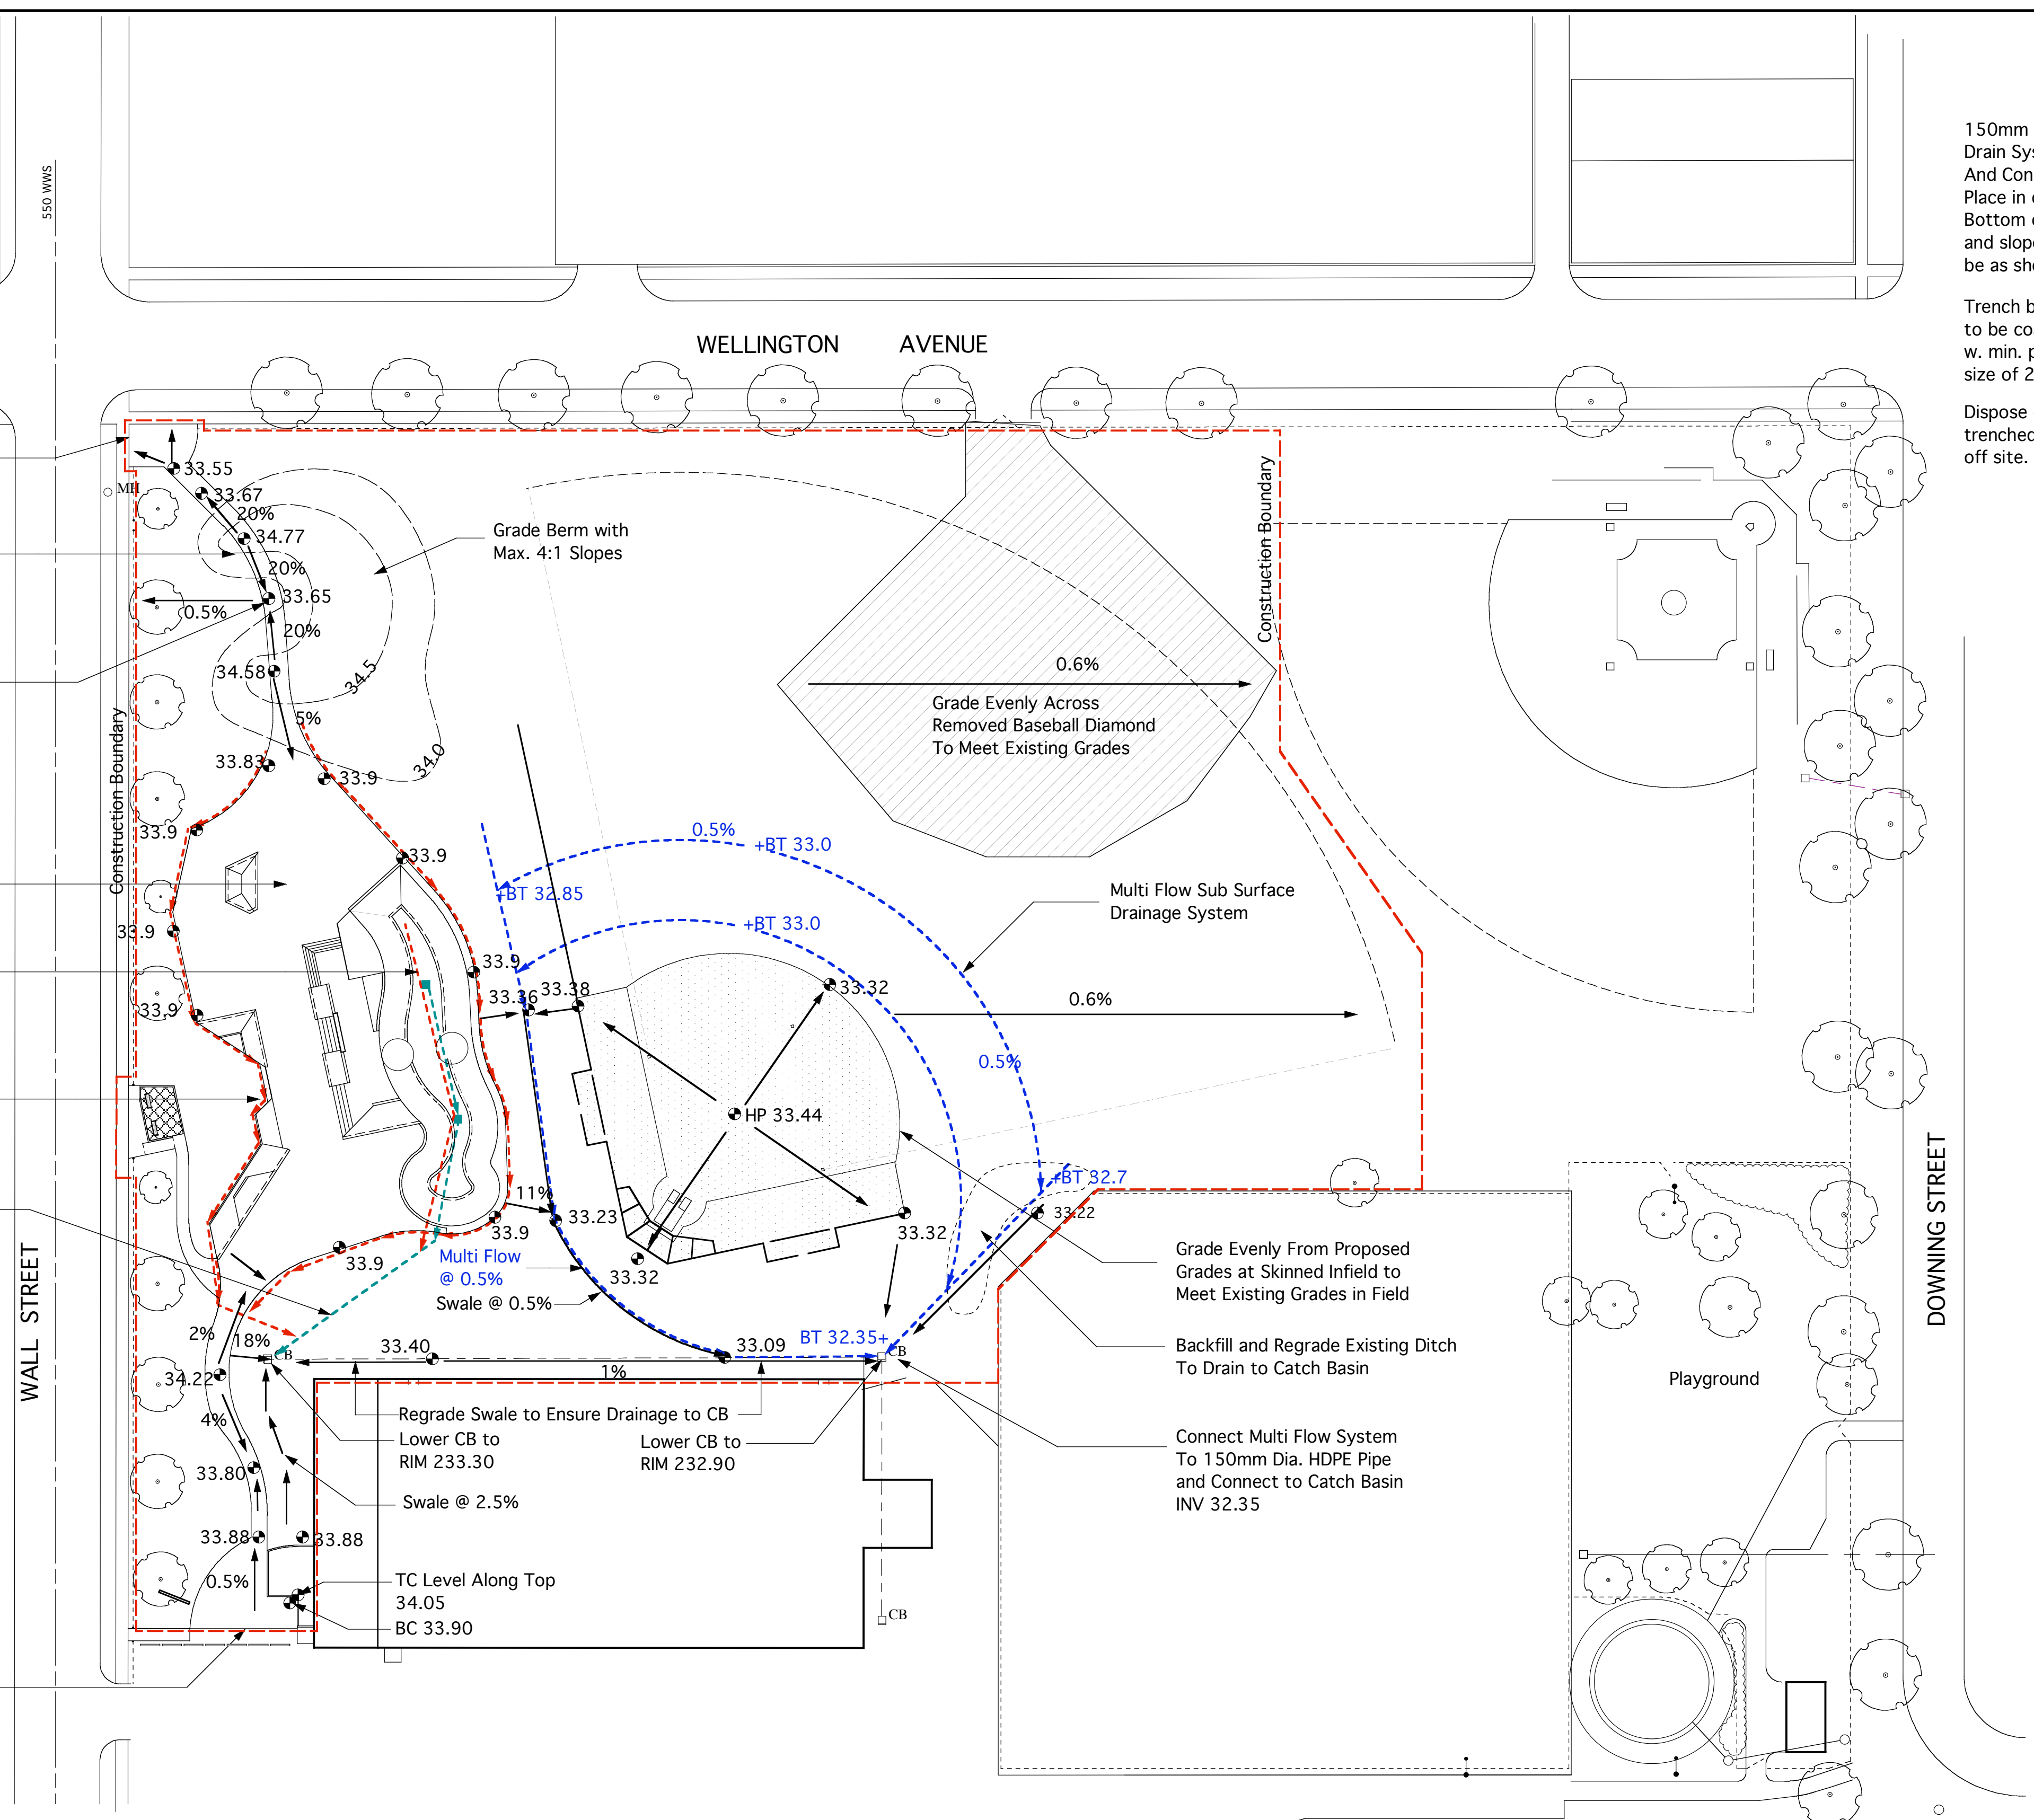 550 WWS
WELLINGTON AVENUE
150mm
And Con
Place in
Bottom
be as
Trench
to be
w. min.
size of 2
Dispose
trenched
off site.
33.55
MH
33.67
20%
34.77
20%
33.65
0.5%
20%
34.58
5%
33.83
33.9
34.5
34.0
Grade Berm with
Max. 4:1 Slopes
Construction Boundary
Construction Boundary
0.6%
Grade Evenly Across
Removed Baseball Diamond
To Meet Existing Grades
33.9
33.9
33.9
33.9
0.5%
+BT 33.0
+BT 32.85
+BT 33.0
Multi Flow Sub Surface
Drainage System
33.9
33.36
33.38
33.32
0.6%
0.5%
HP 33.44
+BT 32.7
33.22
11%
33.23
33.9
33.9
33.32
33.32
Multi Flow
@ 0.5%
Swale @ 0.5%
Grade Evenly From Proposed
Grades at Skinned Infield to
Meet Existing Grades in Field
Backfill and Regrade Existing Ditch
To Drain to Catch Basin
2%
18%
CB
33.40
33.09
BT 32.35+
CB
1%
34.22
4%
Regrade Swale to Ensure Drainage to CB
Lower CB to
RIM 233.30
Lower CB to
RIM 232.90
Connect Multi Flow System
To 150mm Dia. HDPE Pipe
and Connect to Catch Basin
INV 32.35
Playground
33.80
Swale @ 2.5%
33.88
33.88
0.5%
TC Level Along Top
34.05
BC 33.90
CB
WALL STREET
DOWNING STREET